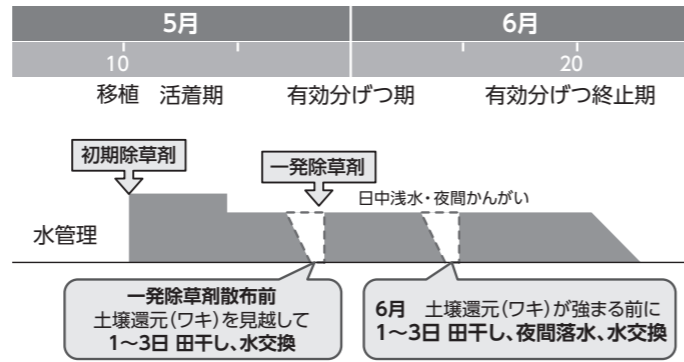 5月 6月
10 20
移植 活着期 有効分げつ期 有効分げつ終止期
初期除草剤
一発除草剤
日中浅水・夜間かんがい
水管理
一発除草剤散布前
土壌還元(ワキ)を見越して
1〜3日 田干し、水交換
6月 土壌還元(ワキ)が強まる前に
1〜3日 田干し、夜間落水、水交換